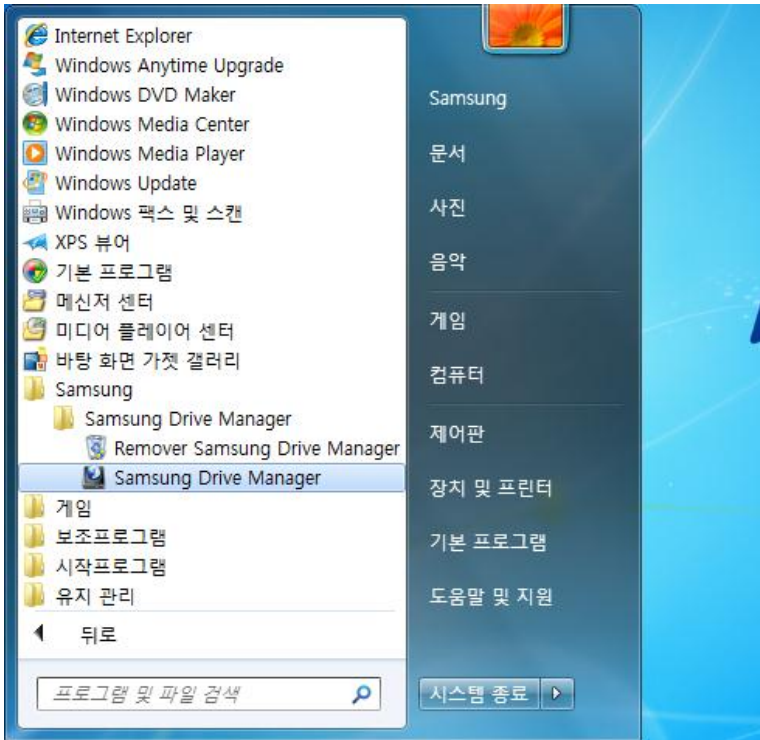 Internet Explorer
Windows Anytime Upgrade
Windows DVD Maker
Windows Media Center
Windows Media Player
Windows Update
Windows 팩스 및 스캔
XPS 뷰어
기본 프로그램
메신저 센터
미디어 플레이어 센터
바탕 화면 가젯 갤러리
Samsung
Samsung Drive Manager
Remover Samsung Drive Manager
Samsung Drive Manager
게임
보조프로그램
시작프로그램
유지 관리
뒤로
프로그램 및 파일 검색
Samsung
문서
사진
음악
게임
컴퓨터
제어판
장치 및 프린터
기본 프로그램
도움말 및 지원
시스템 종료